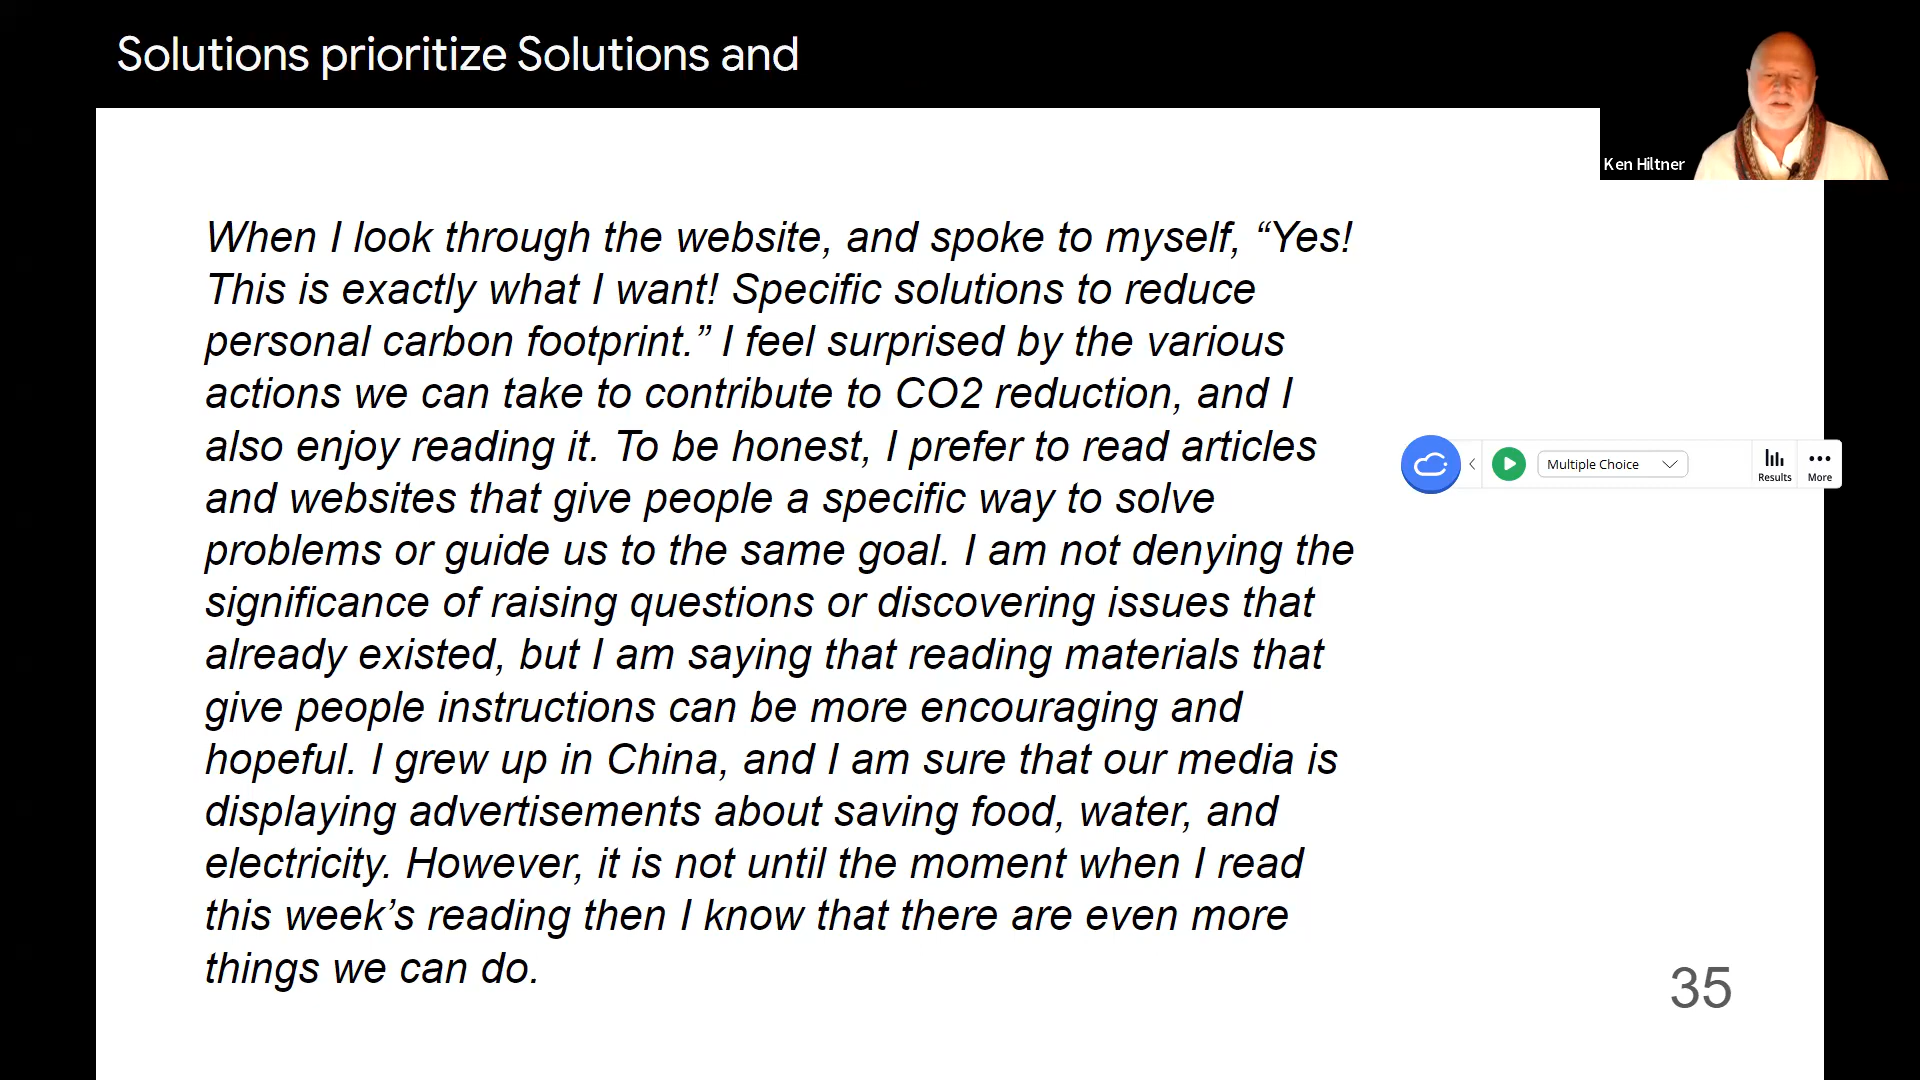 Solutions prioritize Solutions and
Ken Hiltner
When I look through the website, and spoke to myself, “Yes!
This is exactly what I want! Specific solutions to reduce
personal carbon footprint.” I feel surprised by the various
actions we can take to contribute to CO2 reduction, and I
also enjoy reading it. To be honest, I prefer to read articles
and websites that give people a specific way to solve
problems or guide us to the same goal. I am not denying the
significance of raising questions or discovering issues that
already existed, but I am saying that reading materials that
give people instructions can be more encouraging and
hopeful. I grew up in China, and I am sure that our media is
displaying advertisements about saving food, water, and
electricity. However, it is not until the moment when I read
this week’s reading then I know that there are even more
things we can do.
Multiple Choice
Results
More
35